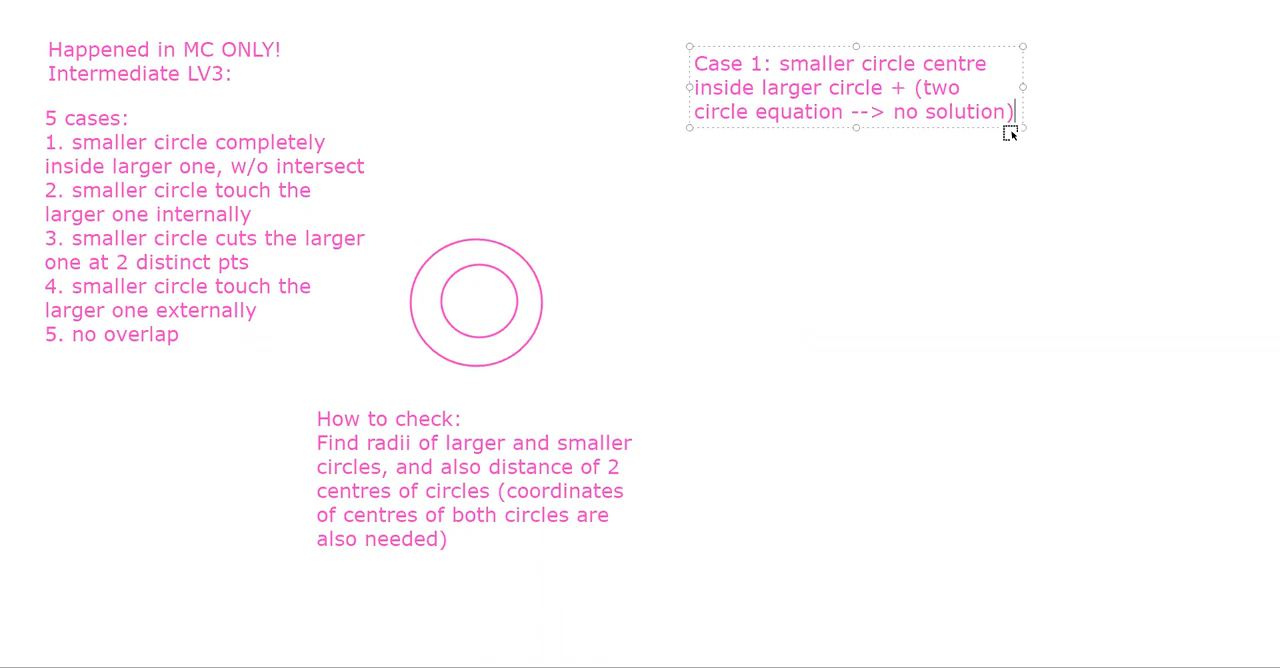 Happened in MC ONLY!
Intermediate LV3:
5 cases:
1. smaller circle completely
inside larger one, w/o intersect
2. smaller circle touch the
larger one internally
3. smaller circle cuts the larger
one at 2 distinct pts
4. smaller circle touch the
larger one externally
5. no overlap
How to check:
Find radii of larger and smaller
circles, and also distance of 2
centres of circles (coordinates
of centres of both circles are
also needed)
Case 1: smaller circle centre
inside larger circle + (two
circle equation --> no solution)